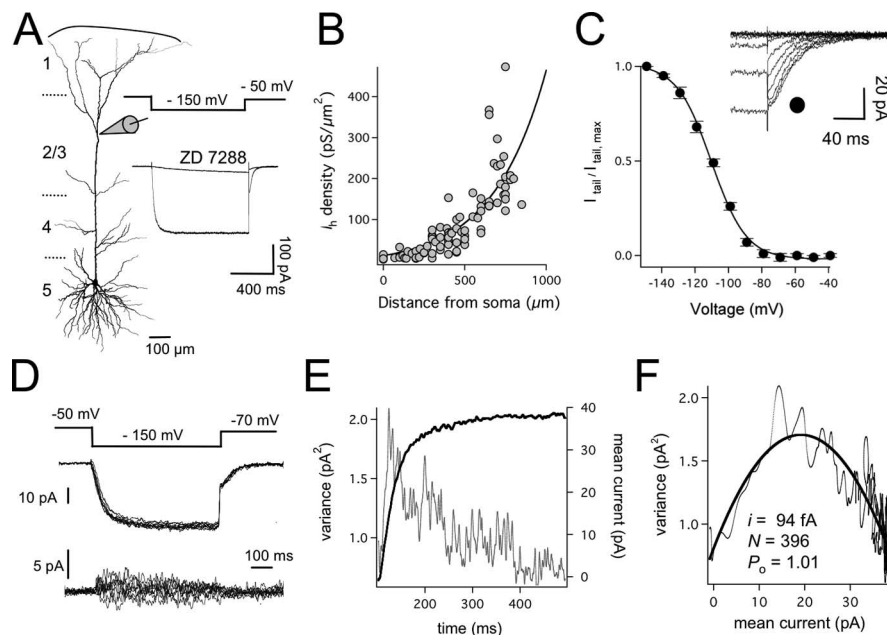 A
1
2/3
4
5
- 50 mV
- 150 mV
ZD 7288
100 pA
400 ms
100 µm
B
I_h density (pS/µm²)
500
400
300
200
100
0
500
1000
Distance from soma (µm)
C
I_tail / I_tail, max
1.0
0.5
0.0
-140
-120
-100
-80
-60
-40
Voltage (mV)
20 pA
40 ms
D
-50 mV
- 150 mV
-70 mV
10 pA
5 pA
100 ms
E
variance (pA²)
2.0
1.5
1.0
200
300
400
time (ms)
40
30
20
10
0
mean current (pA)
F
variance (pA²)
2.0
1.5
1.0
i = 94 fA
N = 396
P_o = 1.01
0
10
20
30
mean current (pA)